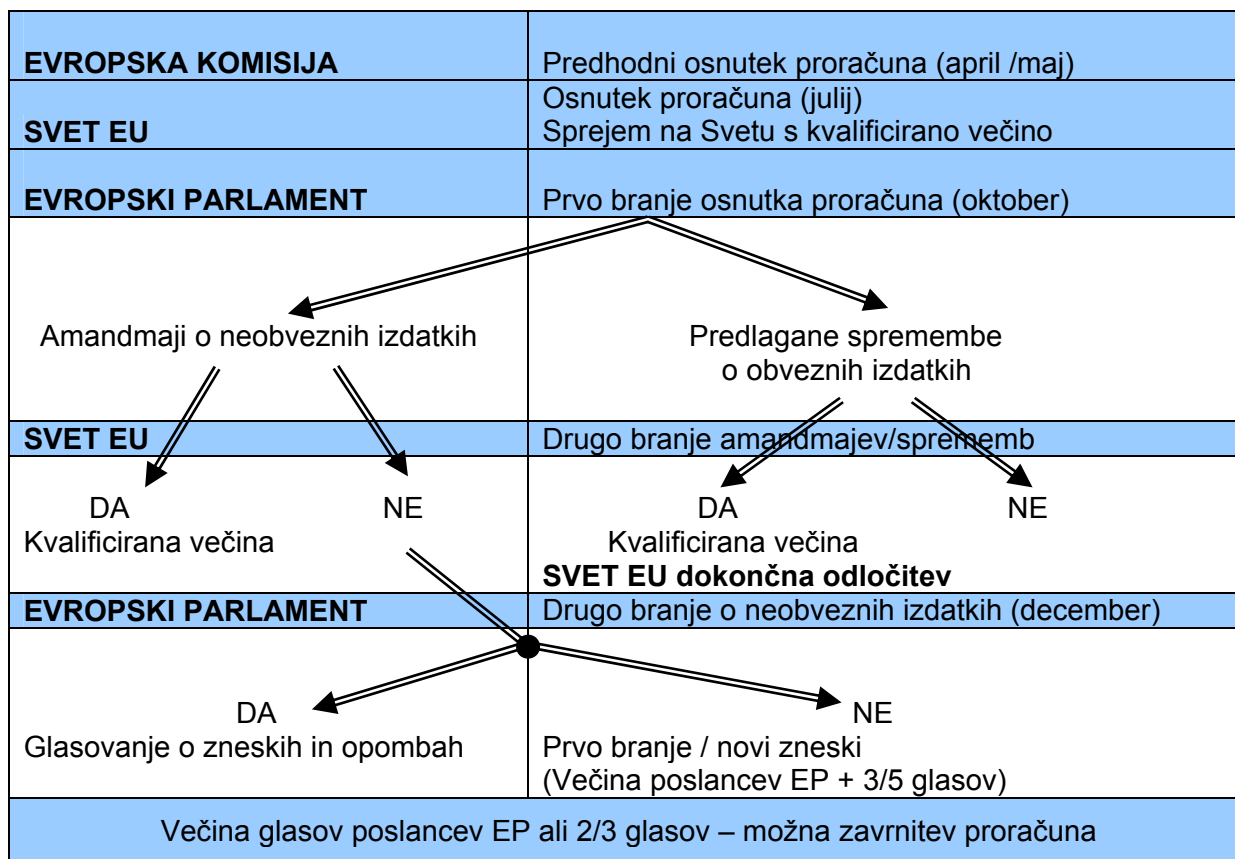 EVROPSKA KOMISIJA
Predhodni osnutek proračuna (april /maj)
SVET EU
Osnutek proračuna (julij)
Sprejem na Svetu s kvalificirano večino
EVROPSKI PARLAMENT
Prvo branje osnutka proračuna (oktober)
Amandmaji o neobveznih izdatkih
Predlagane spremembe
o obveznih izdatkih
SVET EU
Drugo branje amandmajev/sprememb
DA
NE
Kvalificirana večina
DA
NE
Kvalificirana večina
SVET EU dokončna odločitev
EVROPSKI PARLAMENT
Drugo branje o neobveznih izdatkih (december)
DA
Glasovanje o zneskih in opombah
NE
Prvo branje / novi zneski
(Večina poslancev EP + 3/5 glasov)
Večina glasov poslancev EP ali 2/3 glasov – možna zavrnitev proračuna